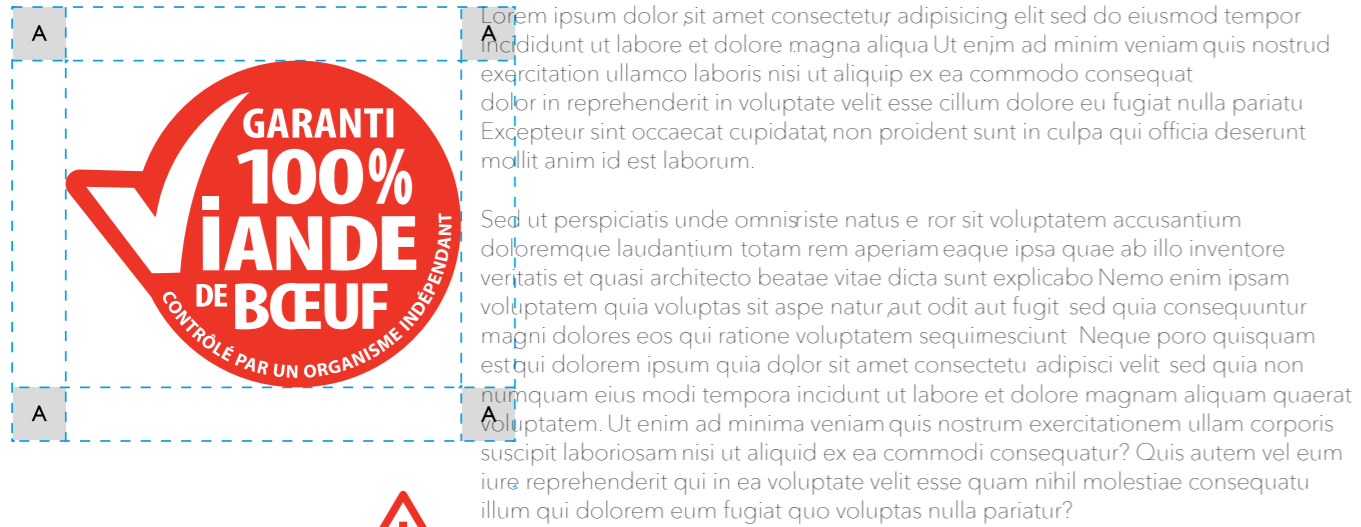 A
A
GARANTI
100%
VIANDE
DE BŒUF
CONTRÔLÉ PAR UN ORGANISME INDÉPENDANT
A
A
Lorem ipsum dolor, sit amet consectetur, adipisicing elit sed do eiusmod tempor
incididunt ut labore et dolore magna aliqua Ut enim ad minim veniam, quis nostrud
exercitation ullamco laboris nisi ut aliquip ex ea commodo consequat
dolor in reprehenderit in voluptate velit esse cillum dolore eu fugiat nulla pariatu
Excepteur sint occaecat cupidatat, non proident sunt in culpa qui officia deserunt
mollit anim id est laborum.
Sed ut perspiciatis unde omnisriste natus e ror sit voluptatem accusantium
doloremque laudantium totam rem aperiam eaque ipsa quae ab illo inventore
veritatis et quasi architecto beatae vitae dicta sunt explicabo Nemo enim ipsam
voluptatem quia voluptas sit aspe natur,aut odit aut fugit sed quia consequuntur
magni dolores eos qui ratione voluptatem sequi nesciunt Neque poro quisquam
est qui dolorem ipsum quia dolor sit amet consectetu adipisci velit sed quia non
numquam eius modi tempora incidunt ut labore et dolore magnam aliquam quaerat
voluptatem. Ut enim ad minima veniam quis nostrum exercitationem ullam corporis
suscipit laboriosam nisi ut aliquid ex ea commodi consequatur? Quis autem vel eum
iure reprehenderit qui in ea voluptate velit esse quam nihil molestiae consequatu
illum qui dolorem eum fugiat quo voluptas nulla pariatur?